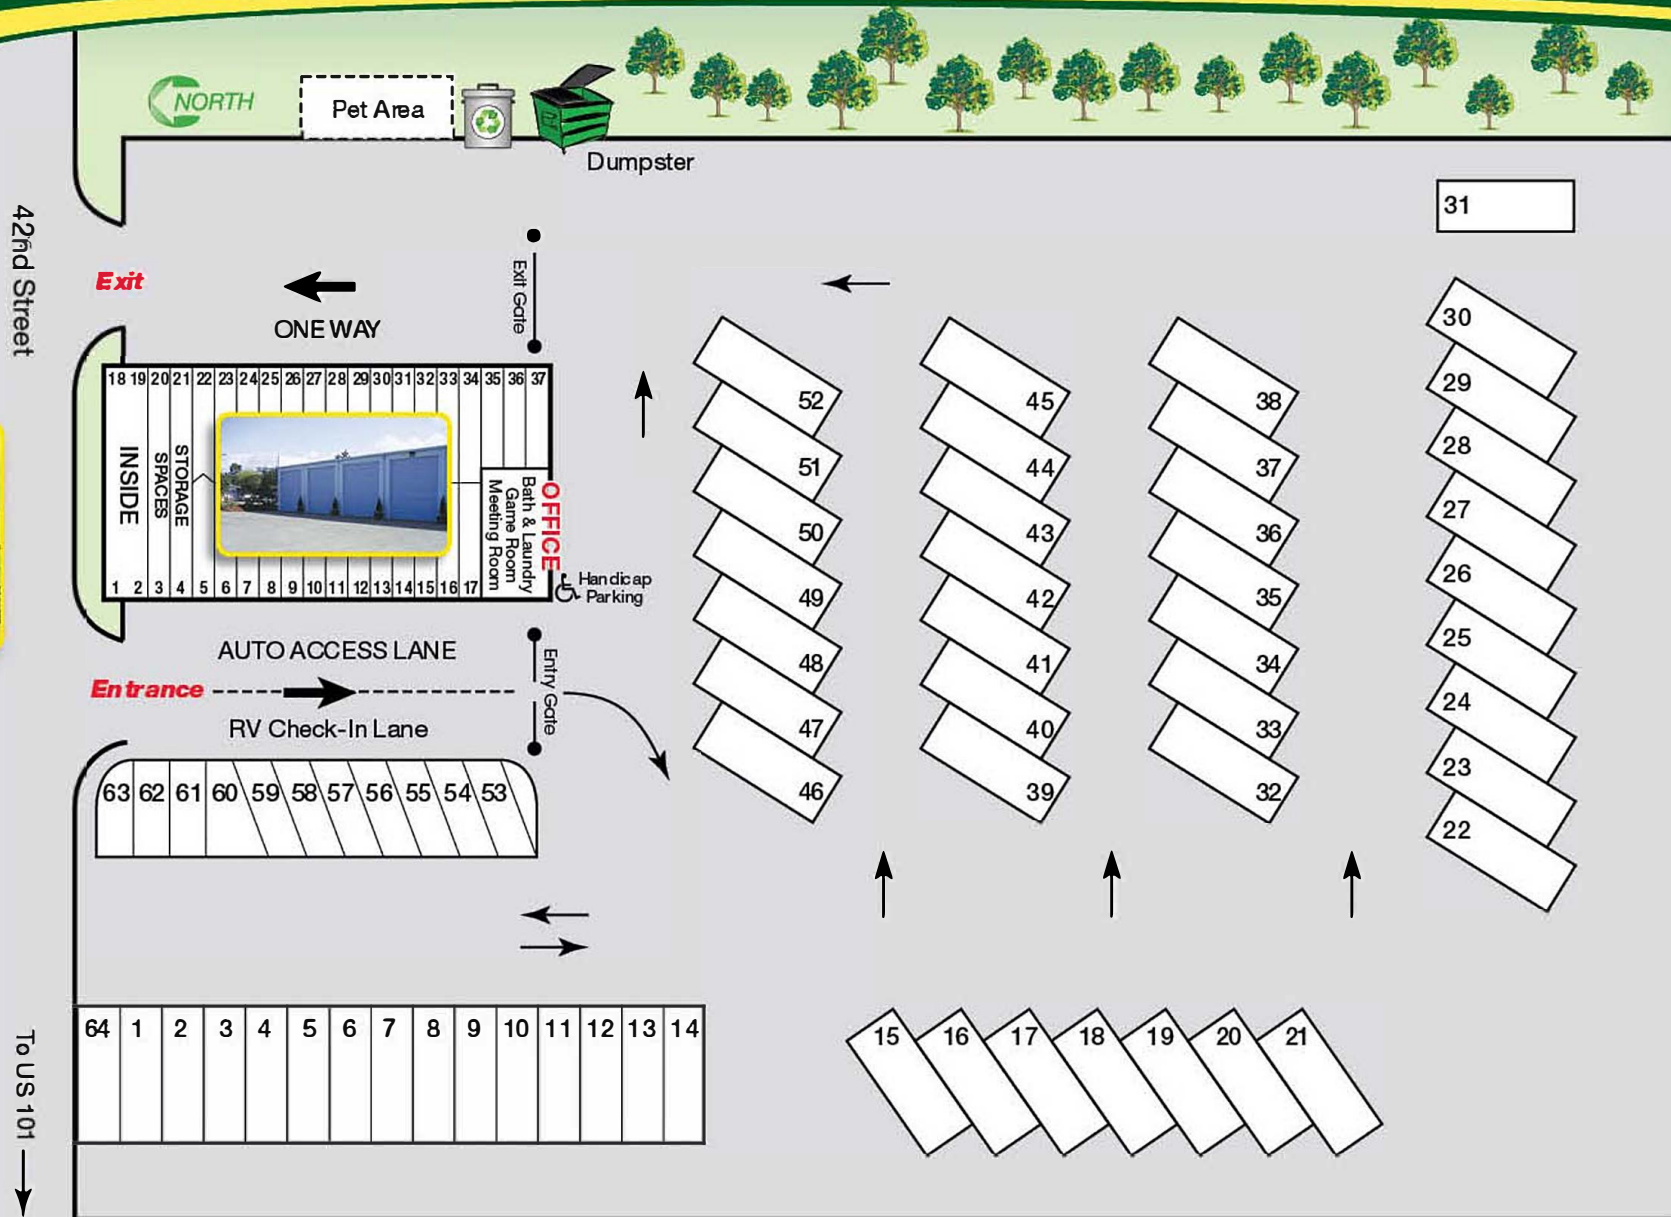 NORTH
Pet Area
Dumpster
31
42nd Street
Exit
ONE WAY
Exit Gate
18 19 20 21 22 23 24 25 26 27 28 29 30 31 32 33 34 35 36 37
INSIDE
SPACES
STORAGE
OFFICE
Bath & Laundry
Game Room
Meeting Room
1 2 3 4 5 6 7 8 9 10 11 12 13 14 15 16 17
Handicap
Parking
AUTO ACCESS LANE
Entrance
RV Check-In Lane
Entry Gate
63 62 61 60 59 58 57 56 55 54 53
52
51
50
49
48
47
46
45
44
43
42
41
40
39
38
37
36
35
34
33
32
30
29
28
27
26
25
24
23
22
64 1 2 3 4 5 6 7 8 9 10 11 12 13 14
15 16 17 18 19 20 21
To US 101